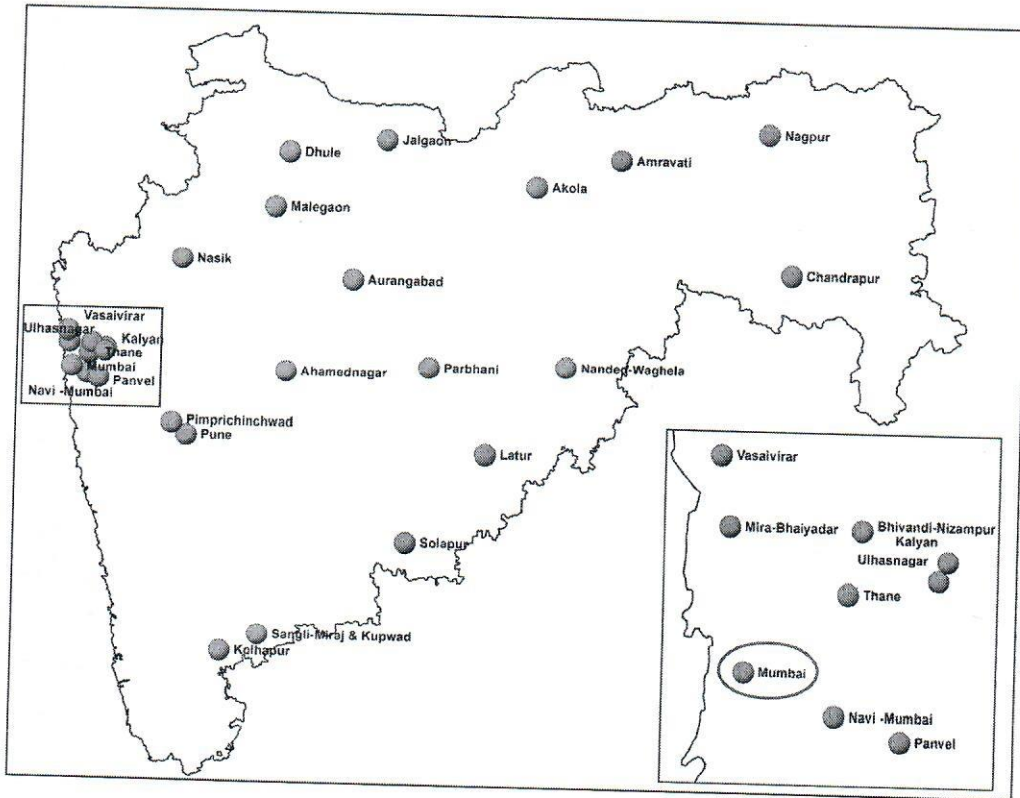 Jalgaon
Dhule
Nagpur
Amravati
Akola
Malegaon
Nasik
Aurangabad
Chandrapur
Vasaivirar
Ulhasnagar
Kalyan
Thane
Mumbai
Panvel
Navi -Mumbai
Ahamednagar
Parbhani
Nanded-Waghela
Pimprichinchwad
Pune
Latur
Solapur
Sangli-Miraj & Kupwad
Kolhapur
Vasaivirar
Mira-Bhaiyadar
Bhivandi-Nizampur
Kalyan
Ulhasnagar
Thane
Mumbai
Navi -Mumbai
Panvel